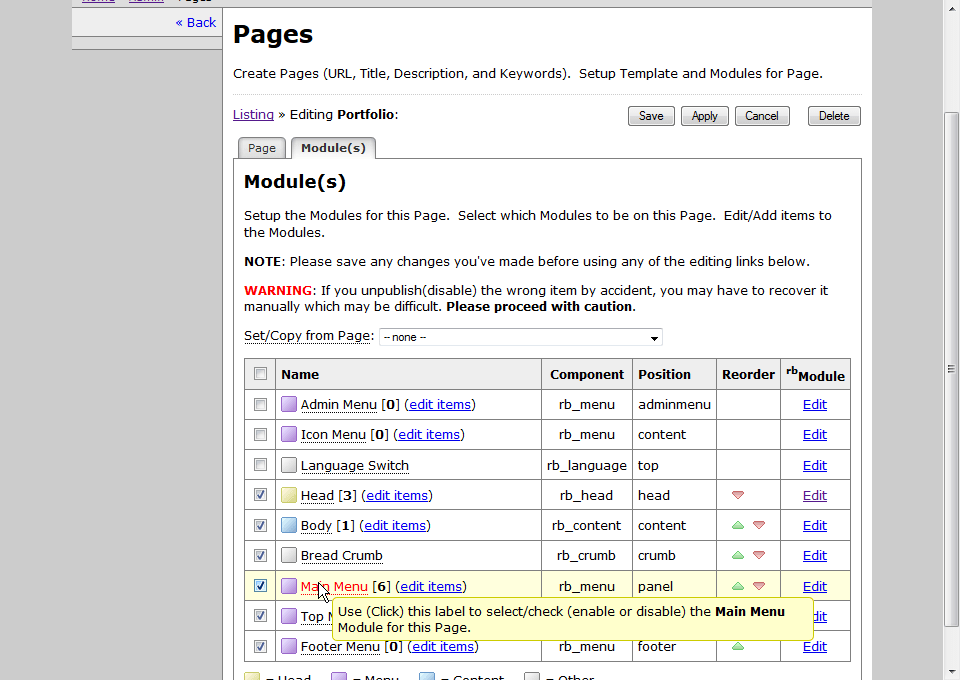 Home Admin Pages
« Back
Pages
Create Pages (URL, Title, Description, and Keywords). Setup Template and Modules for Page.
Listing » Editing Portfolio:
Save Apply Cancel Delete
Page Module(s)
Module(s)
Setup the Modules for this Page. Select which Modules to be on this Page. Edit/Add items to
the Modules.
NOTE: Please save any changes you've made before using any of the editing links below.
WARNING: If you unpublish(disable) the wrong item by accident, you may have to recover it
manually which may be difficult. Please proceed with caution.
Set/Copy from Page: -- none --
Name Component Position Reorder rbModule
Admin Menu [0] (edit items) rb_menu adminmenu Edit
Icon Menu [0] (edit items) rb_menu content Edit
Language Switch rb_language top Edit
Head [3] (edit items) rb_head head Edit
Body [1] (edit items) rb_content content Edit
Bread Crumb rb_crumb crumb Edit
Main Menu [6] (edit items) rb_menu panel Edit
Use (Click) this label to select/check (enable or disable) the Main Menu
Module for this Page.
Top dit
Footer Menu [0] (edit items) rb_menu footer Edit
= Head = Menu = Content = Other